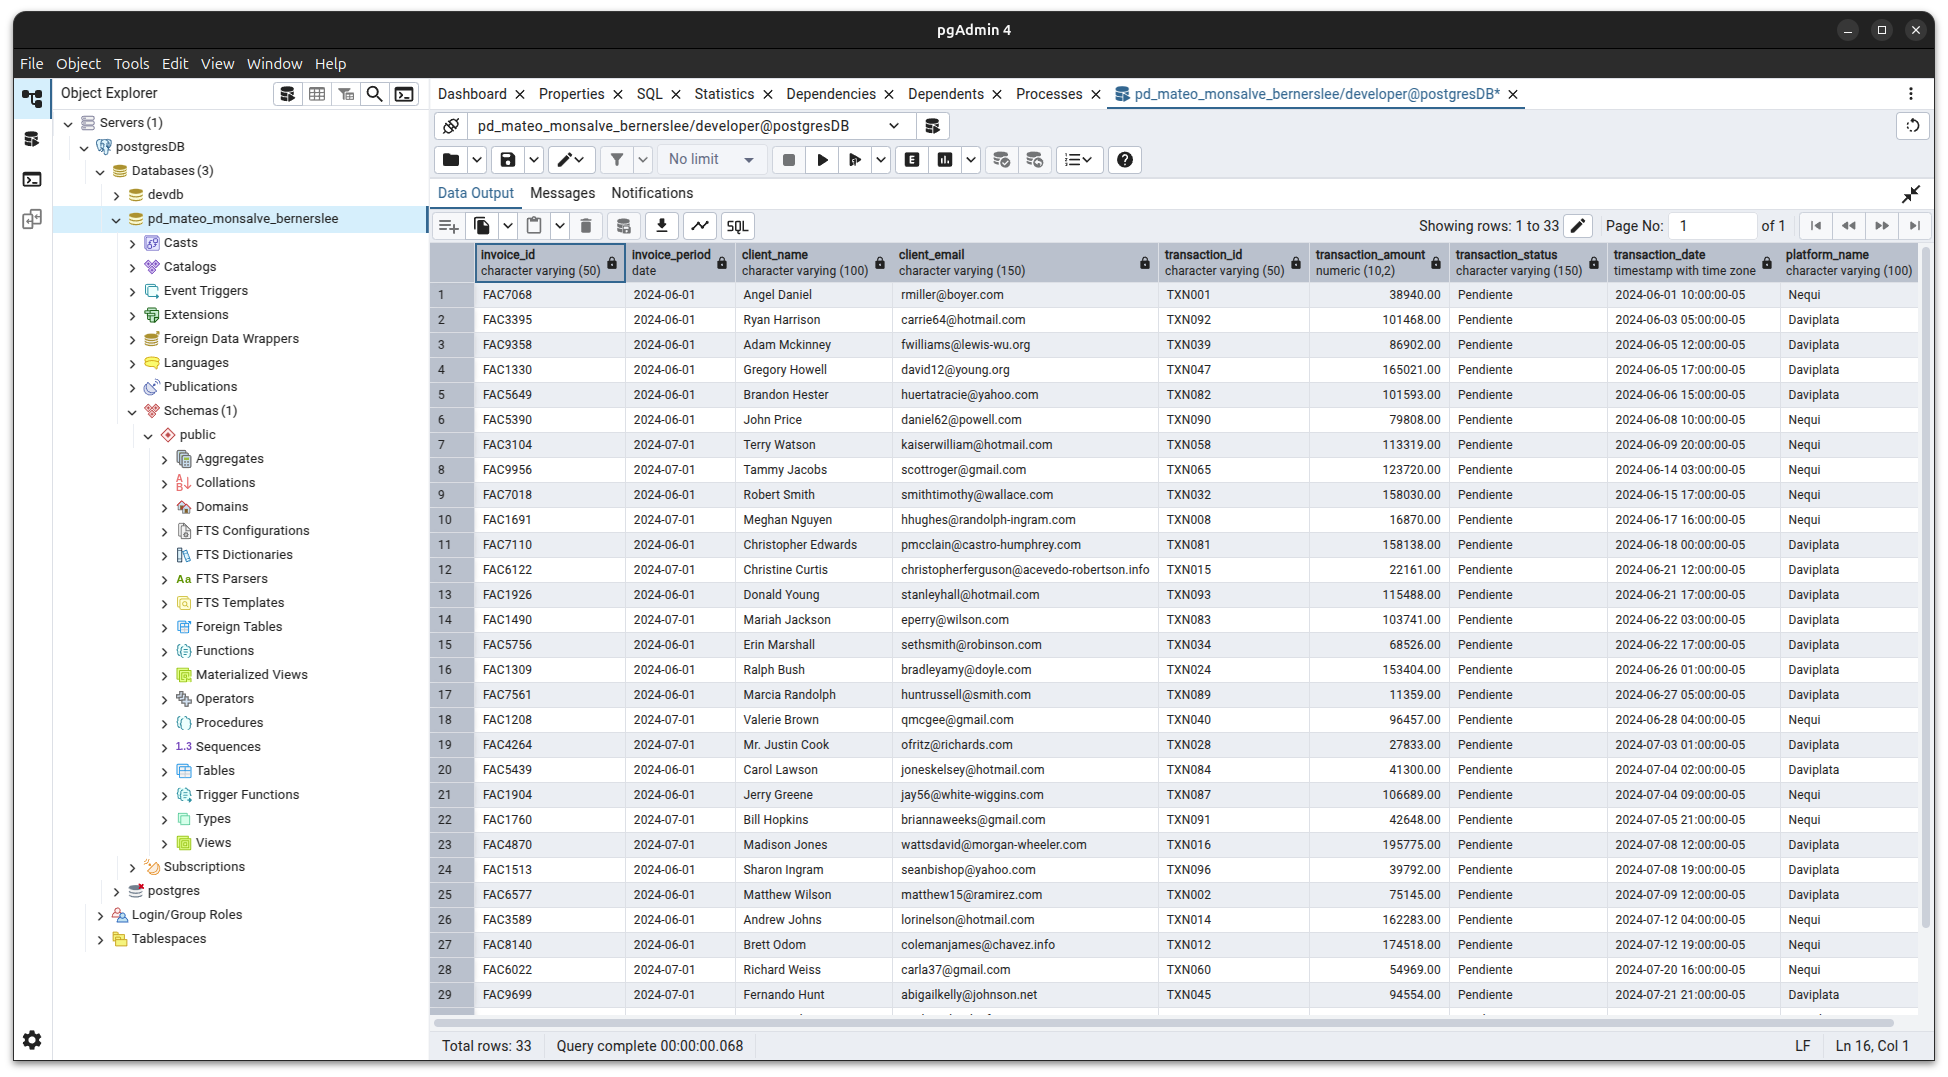 pgAdmin 4
File Object Tools Edit View Window Help
Object Explorer
Dashboard Properties SQL Statistics Dependencies Dependents Processes pd_mateo_monsalve_bernerslee/developer@postgresDB*
pd_mateo_monsalve_bernerslee/developer@postgresDB
No limit
Servers (1)
postgresDB
Databases (3)
devdb
pd_mateo_monsalve_bernerslee
Casts
Catalogs
Event Triggers
Extensions
Foreign Data Wrappers
Languages
Publications
Schemas (1)
public
Aggregates
Collations
Domains
FTS Configurations
FTS Dictionaries
Aa FTS Parsers
FTS Templates
Foreign Tables
Functions
Materialized Views
Operators
Procedures
1..3 Sequences
Tables
Trigger Functions
Types
Views
Subscriptions
postgres
Login/Group Roles
Tablespaces
Data Output Messages Notifications
SQL Showing rows: 1 to 33 Page No: 1 of 1
invoice_id invoice_period client_name client_email transaction_id transaction_amount transaction_status transaction_date platform_name
character varying (50) date character varying (100) character varying (150) character varying (50) numeric (10,2) character varying (150) timestamp with time zone character varying (100)
1 FAC7068 2024-06-01 Angel Daniel rmiller@boyer.com TXN001 38940.00 Pendiente 2024-06-01 10:00:00-05 Nequi
2 FAC3395 2024-06-01 Ryan Harrison carrie64@hotmail.com TXN092 101468.00 Pendiente 2024-06-03 05:00:00-05 Daviplata
3 FAC9358 2024-06-01 Adam Mckinney fwilliams@lewis-wu.org TXN039 86902.00 Pendiente 2024-06-05 12:00:00-05 Daviplata
4 FAC1330 2024-06-01 Gregory Howell david12@young.org TXN047 165021.00 Pendiente 2024-06-05 17:00:00-05 Daviplata
5 FAC5649 2024-06-01 Brandon Hester huertatracie@yahoo.com TXN082 101593.00 Pendiente 2024-06-06 15:00:00-05 Daviplata
6 FAC5390 2024-06-01 John Price daniel62@powell.com TXN090 79808.00 Pendiente 2024-06-08 10:00:00-05 Nequi
7 FAC3104 2024-07-01 Terry Watson kaiserwilliam@hotmail.com TXN058 113319.00 Pendiente 2024-06-09 20:00:00-05 Nequi
8 FAC9956 2024-07-01 Tammy Jacobs scottroger@gmail.com TXN065 123720.00 Pendiente 2024-06-14 03:00:00-05 Nequi
9 FAC7018 2024-06-01 Robert Smith smithtimothy@wallace.com TXN032 158030.00 Pendiente 2024-06-15 17:00:00-05 Nequi
10 FAC1691 2024-07-01 Meghan Nguyen hhughes@randolph-ingram.com TXN008 16870.00 Pendiente 2024-06-17 16:00:00-05 Nequi
11 FAC7110 2024-06-01 Christopher Edwards pmcclain@castro-humphrey.com TXN081 158138.00 Pendiente 2024-06-18 00:00:00-05 Daviplata
12 FAC6122 2024-07-01 Christine Curtis christopherferguson@acevedo-robertson.info TXN015 22161.00 Pendiente 2024-06-21 12:00:00-05 Daviplata
13 FAC1926 2024-06-01 Donald Young stanleyhall@hotmail.com TXN093 115488.00 Pendiente 2024-06-21 17:00:00-05 Daviplata
14 FAC1490 2024-07-01 Mariah Jackson eperry@wilson.com TXN083 103741.00 Pendiente 2024-06-22 03:00:00-05 Daviplata
15 FAC5756 2024-06-01 Erin Marshall sethsmith@robinson.com TXN034 68526.00 Pendiente 2024-06-22 17:00:00-05 Daviplata
16 FAC1309 2024-06-01 Ralph Bush bradleyamy@doyle.com TXN024 153404.00 Pendiente 2024-06-26 01:00:00-05 Daviplata
17 FAC7561 2024-06-01 Marcia Randolph huntrussell@smith.com TXN089 11359.00 Pendiente 2024-06-27 05:00:00-05 Daviplata
18 FAC1208 2024-07-01 Valerie Brown qmcgee@gmail.com TXN040 96457.00 Pendiente 2024-06-28 04:00:00-05 Nequi
19 FAC4264 2024-07-01 Mr. Justin Cook ofritz@richards.com TXN028 27833.00 Pendiente 2024-07-03 01:00:00-05 Daviplata
20 FAC5439 2024-06-01 Carol Lawson joneskelsey@hotmail.com TXN084 41300.00 Pendiente 2024-07-04 02:00:00-05 Daviplata
21 FAC1904 2024-06-01 Jerry Greene jay56@white-wiggins.com TXN087 106689.00 Pendiente 2024-07-04 09:00:00-05 Nequi
22 FAC1760 2024-07-01 Bill Hopkins briannaweeks@gmail.com TXN091 42648.00 Pendiente 2024-07-05 21:00:00-05 Nequi
23 FAC4870 2024-07-01 Madison Jones wattsdavid@morgan-wheeler.com TXN016 195775.00 Pendiente 2024-07-08 12:00:00-05 Daviplata
24 FAC1513 2024-06-01 Sharon Ingram seanbishop@yahoo.com TXN096 39792.00 Pendiente 2024-07-08 19:00:00-05 Daviplata
25 FAC6577 2024-06-01 Matthew Wilson matthew15@ramirez.com TXN002 75145.00 Pendiente 2024-07-09 12:00:00-05 Daviplata
26 FAC3589 2024-06-01 Andrew Johns lorinelson@hotmail.com TXN014 162283.00 Pendiente 2024-07-12 04:00:00-05 Nequi
27 FAC8140 2024-06-01 Brett Odom colemanjames@chavez.info TXN012 174518.00 Pendiente 2024-07-12 19:00:00-05 Nequi
28 FAC6022 2024-07-01 Richard Weiss carla37@gmail.com TXN060 54969.00 Pendiente 2024-07-20 16:00:00-05 Nequi
29 FAC9699 2024-07-01 Fernando Hunt abigailkelly@johnson.net TXN045 94554.00 Pendiente 2024-07-21 21:00:00-05 Daviplata
Total rows: 33 Query complete 00:00:00.068 LF Ln 16, Col 1